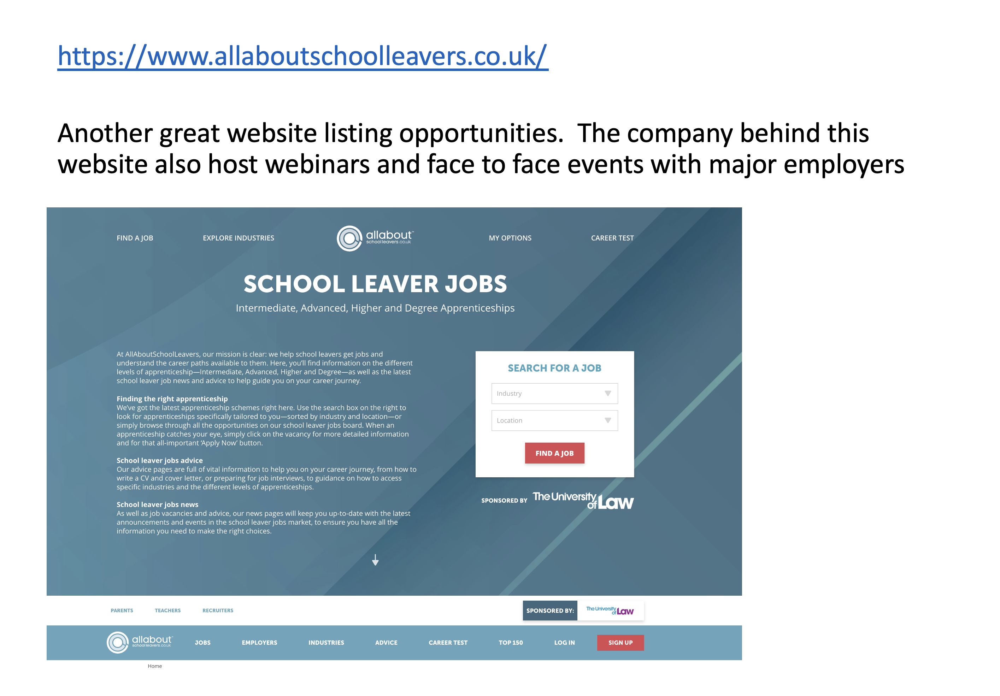 https://www.allaboutschoolleavers.co.uk/
Another great website listing opportunities.  The company behind this
website also host webinars and face to face events with major employers
FIND A JOB
EXPLORE INDUSTRIES
allabout™
schoolleavers.co.uk
MY OPTIONS
CAREER TEST
SCHOOL LEAVER JOBS
Intermediate, Advanced, Higher and Degree Apprenticeships
At AllAboutSchoolLeavers, our mission is clear: we help school leavers get jobs and
understand the career paths available to them. Here, you’ll find information on the different
levels of apprenticeship—Intermediate, Advanced, Higher and Degree—as well as the latest
school leaver job news and advice to help guide you on your career journey.
Finding the right apprenticeship
We’ve got the latest apprenticeship schemes right here. Use the search box on the right to
look for apprenticeships specifically tailored to you—sorted by industry and location—or
simply browse through all the opportunities on our school leaver jobs board. When an
apprenticeship catches your eye, simply click on the vacancy for more detailed information
and for that all-important ‘Apply Now’ button.
School leaver jobs advice
Our advice pages are full of vital information to help you on your career journey, from how to
write a CV and cover letter, or preparing for job interviews, to guidance on how to access
specific industries and the different levels of apprenticeships.
School leaver jobs news
As well as job vacancies and advice, our news pages will keep you up-to-date with the latest
announcements and events in the school leaver jobs market, to ensure you have all the
information you need to make the right choices.
SEARCH FOR A JOB
Industry
Location
FIND A JOB
SPONSORED BY
The University
of Law
PARENTS
TEACHERS
RECRUITERS
SPONSORED BY:
The University
of Law
allabout™
schoolleavers.co.uk
JOBS
EMPLOYERS
INDUSTRIES
ADVICE
CAREER TEST
TOP 150
LOG IN
SIGN UP
Home